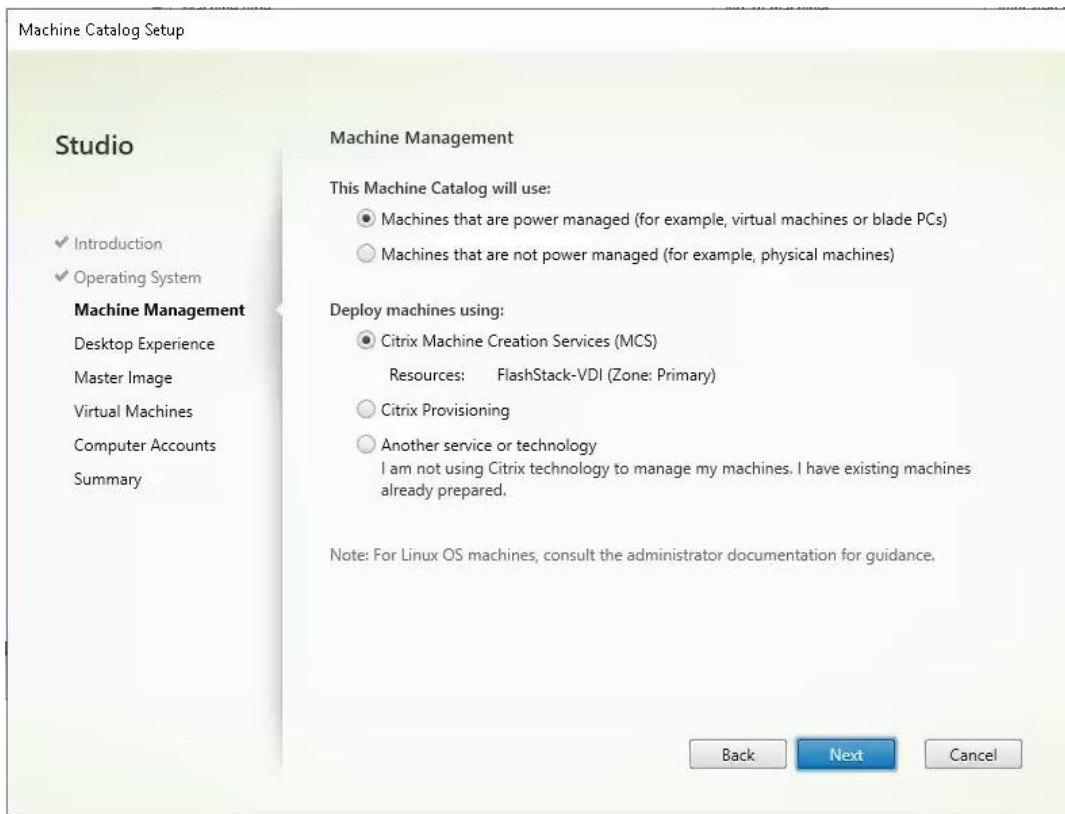 Machine Catalog Setup
Studio
✔ Introduction
✔ Operating System
Machine Management
Desktop Experience
Master Image
Virtual Machines
Computer Accounts
Summary
Machine Management
This Machine Catalog will use:
Machines that are power managed (for example, virtual machines or blade PCs)
Machines that are not power managed (for example, physical machines)
Deploy machines using:
Citrix Machine Creation Services (MCS)
Resources: FlashStack-VDI (Zone: Primary)
Citrix Provisioning
Another service or technology
I am not using Citrix technology to manage my machines. I have existing machines
already prepared.
Note: For Linux OS machines, consult the administrator documentation for guidance.
Back Next Cancel